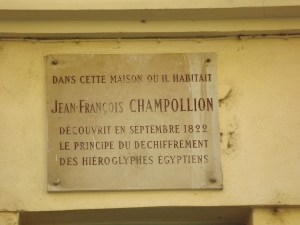 DANS CETTE MAISON OU IL HABITAIT
JEAN-FRANÇOIS CHAMPOLLION
DÉCOUVRIT EN SEPTEMBRE 1822
LE PRINCIPE DU DÉCHIFFREMENT
DES HIÉROGLYPHES ÉGYPTIENS